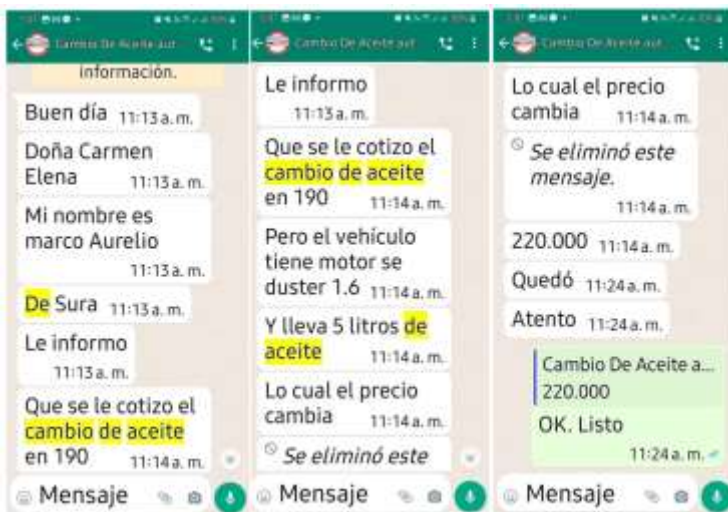 Cambio De Aceite aut...
información.
Buen día 11:13 a. m.
Doña Carmen
Elena 11:13 a. m.
Mi nombre es
marco Aurelio
11:13 a. m.
De Sura 11:13 a. m.
Le informo
11:13 a. m.
Que se le cotizo el
cambio de aceite
en 190 11:14 a. m.
Mensaje
Cambio De Aceite aut...
Le informo
11:13 a. m.
Que se le cotizo el
cambio de aceite
en 190 11:14 a. m.
Pero el vehículo
tiene motor se
duster 1.6 11:14 a. m.
Y lleva 5 litros de
aceite 11:14 a. m.
Lo cual el precio
cambia 11:14 a. m.
Se eliminó este
Mensaje
Cambio De Aceite aut...
Lo cual el precio
cambia 11:14 a. m.
Se eliminó este
mensaje.
11:14 a. m.
220.000 11:14 a. m.
Quedó 11:24 a. m.
Atento 11:24 a. m.
Cambio De Aceite a...
220.000
OK. Listo
11:24 a. m.
Mensaje